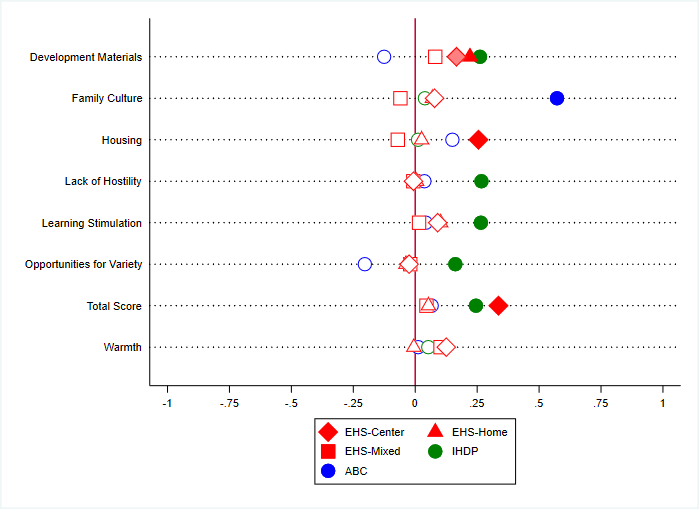 Development Materials
Family Culture
Housing
Lack of Hostility
Learning Stimulation
Opportunities for Variety
Total Score
Warmth
-1 -.75 -.5 -.25 0 .25 .5 .75 1
EHS-Center EHS-Home
EHS-Mixed IHDP
ABC